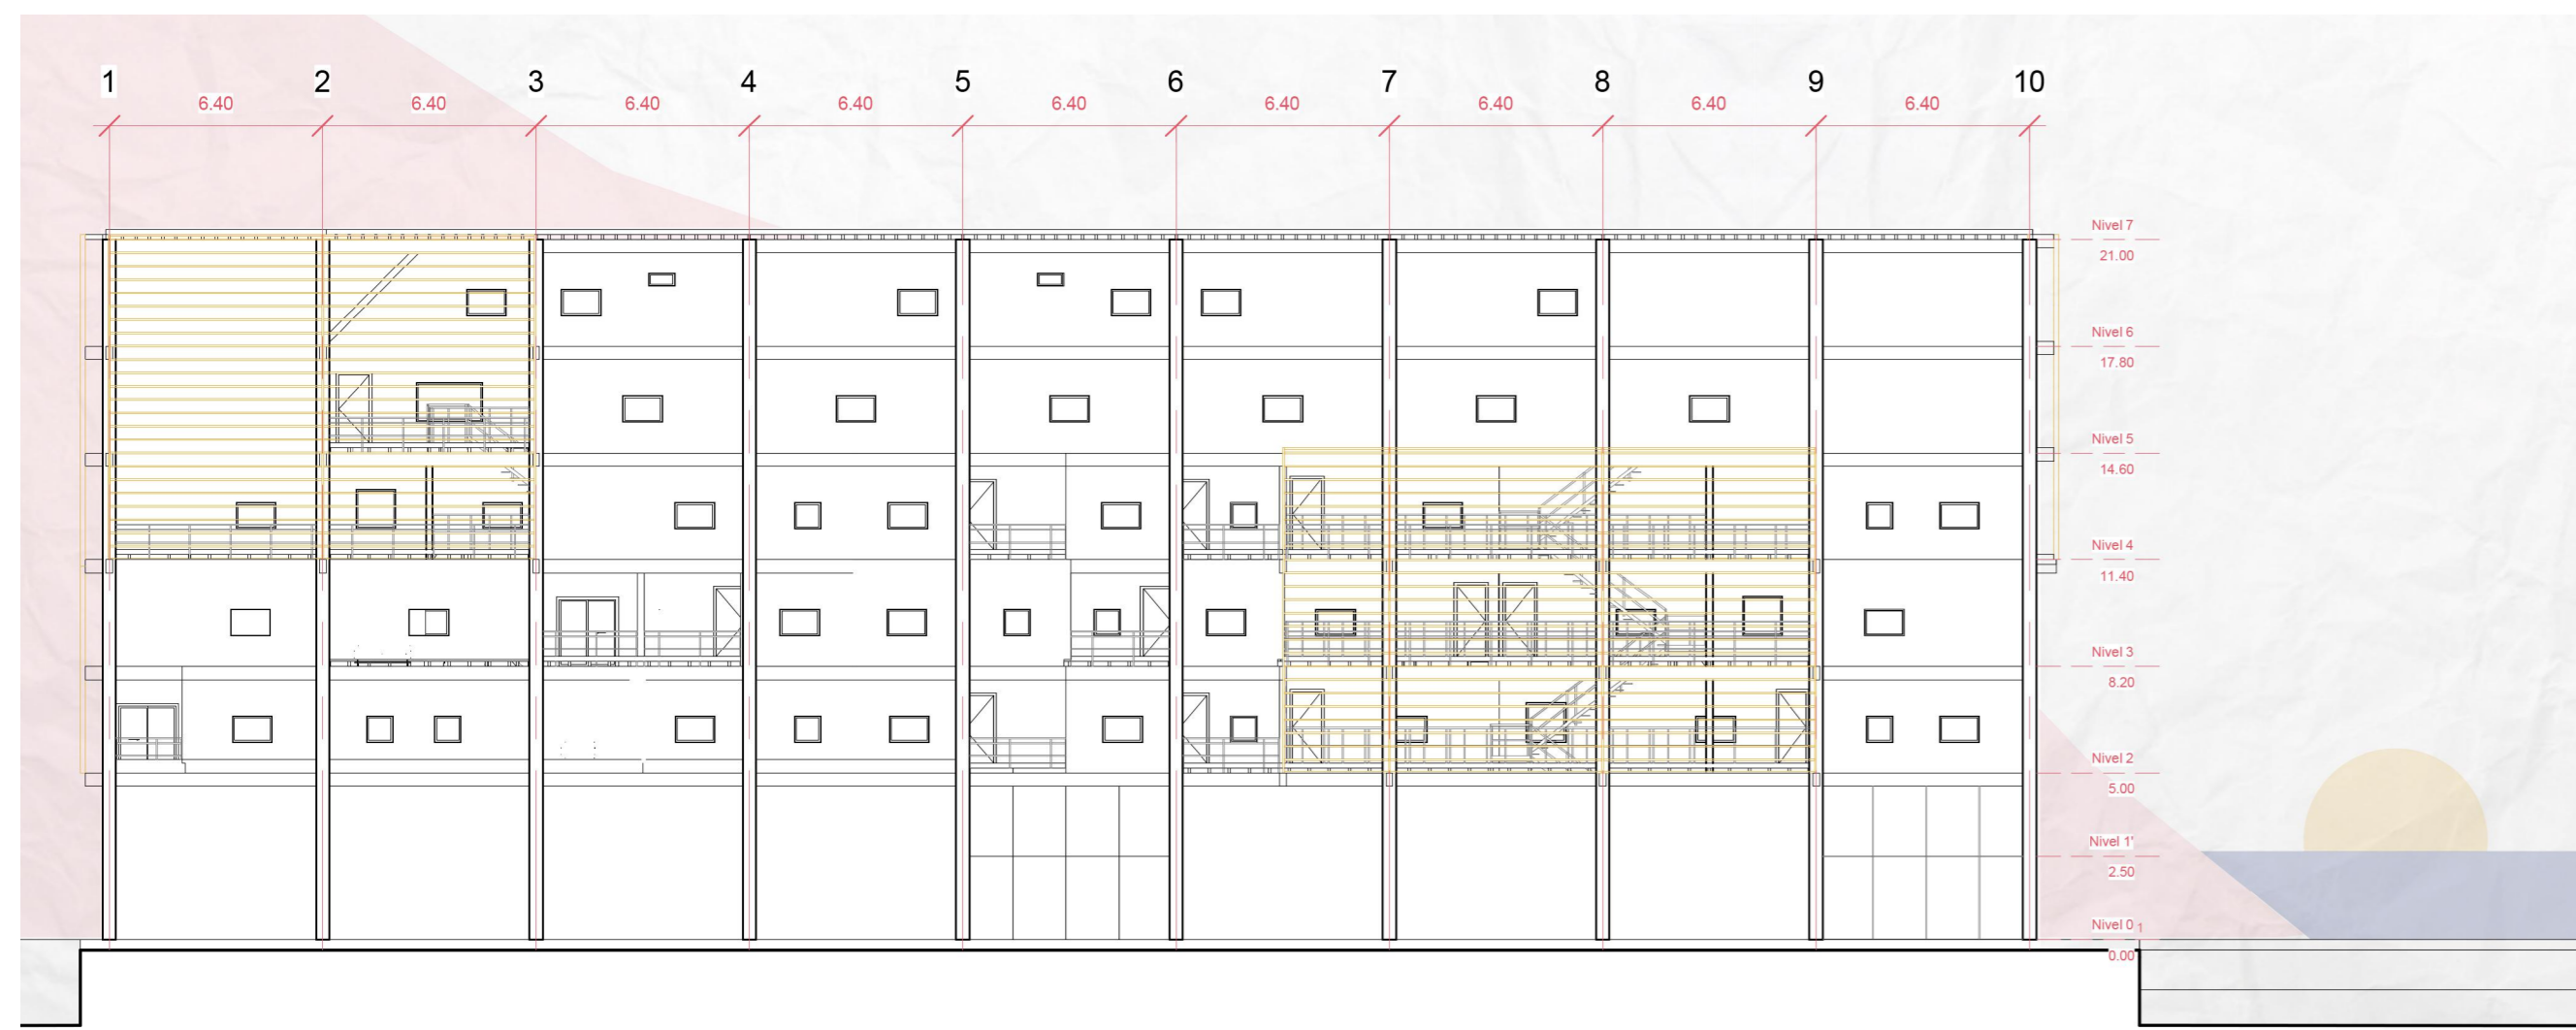 1 2 3 4 5 6 7 8 9 10
6.40 6.40 6.40 6.40 6.40 6.40 6.40 6.40 6.40
Nivel 7
21.00
Nivel 6
17.80
Nivel 5
14.60
Nivel 4
11.40
Nivel 3
8.20
Nivel 2
5.00
Nivel 1'
2.50
Nivel 0 1
0.00